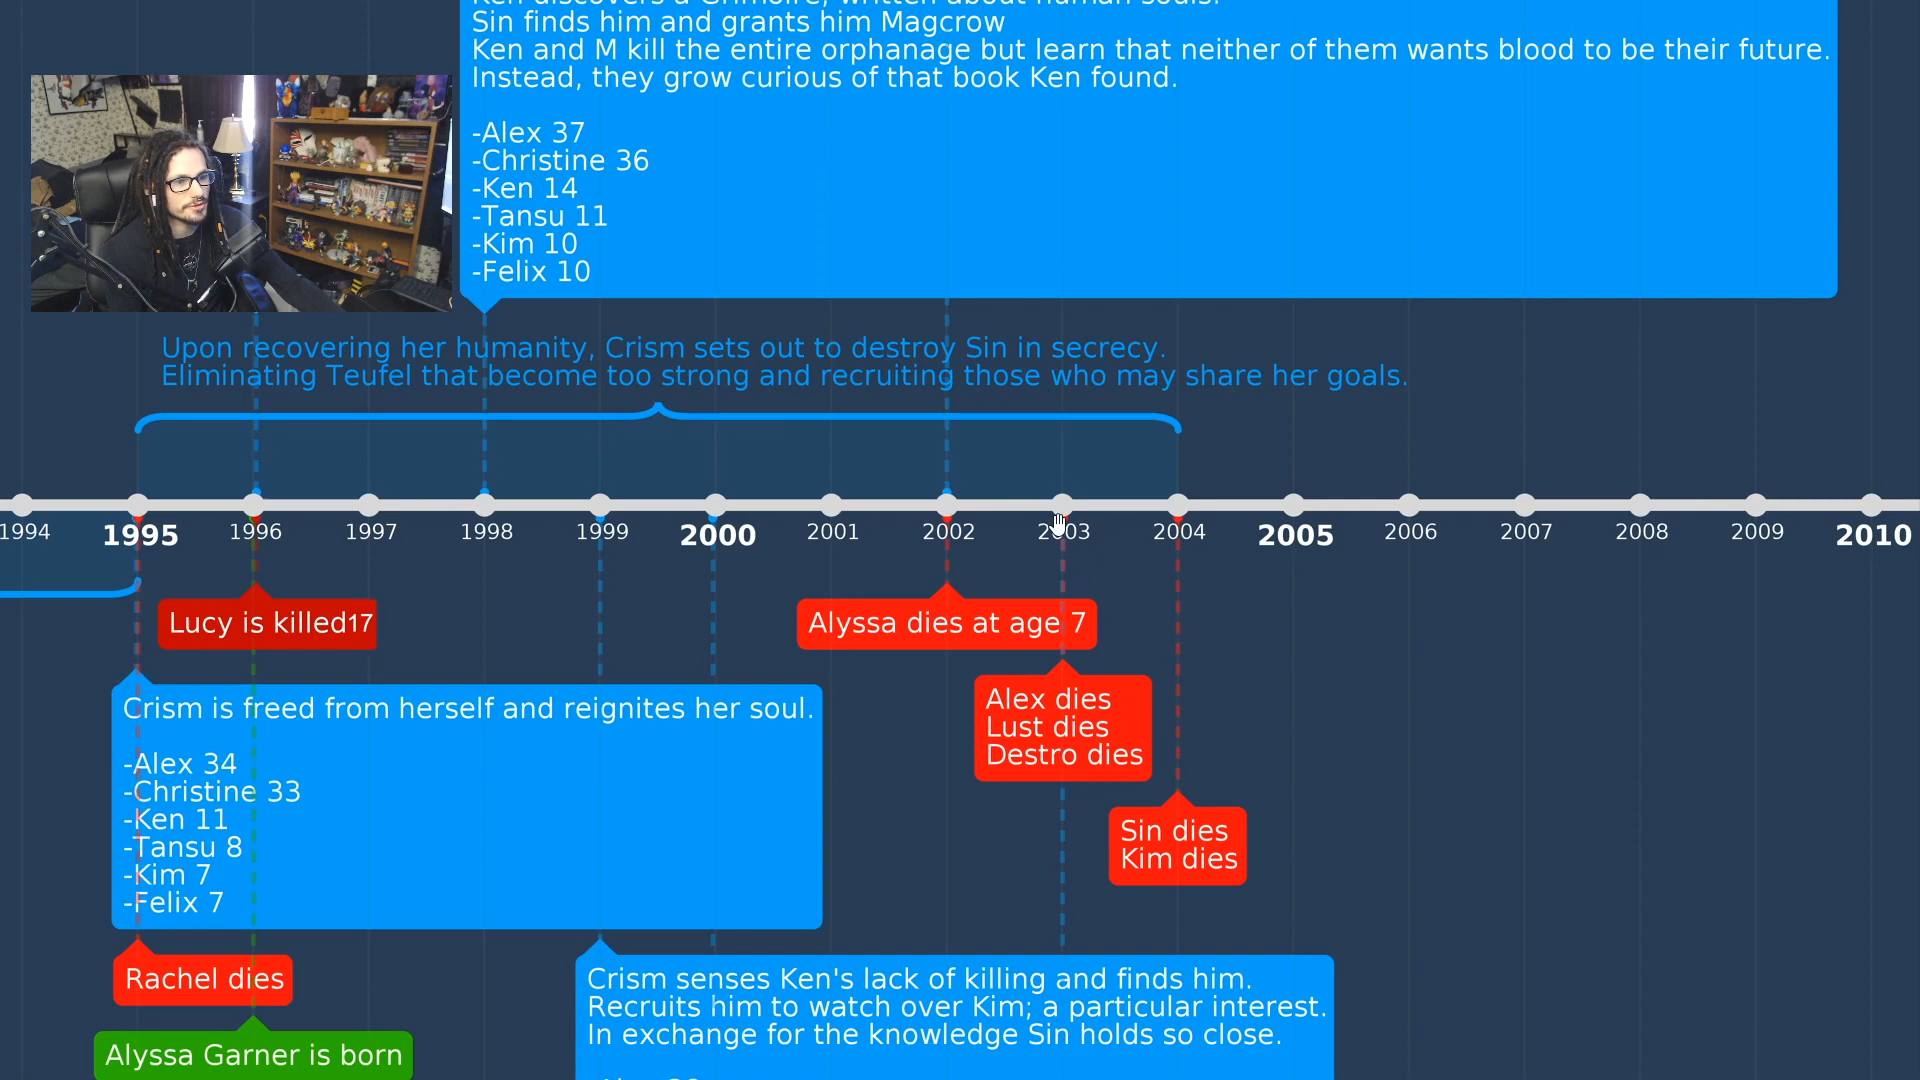 Ken discovers a Grimoire, written about human souls.
Sin finds him and grants him Magcrow
Ken and M kill the entire orphanage but learn that neither of them wants blood to be their future.
Instead, they grow curious of that book Ken found.
-Alex 37
-Christine 36
-Ken 14
-Tansu 11
-Kim 10
-Felix 10
Upon recovering her humanity, Crism sets out to destroy Sin in secrecy.
Eliminating Teufel that become too strong and recruiting those who may share her goals.
1994 1995 1996 1997 1998 1999 2000 2001 2002 2003 2004 2005 2006 2007 2008 2009 2010
Lucy is killed17
Alyssa dies at age 7
Crism is freed from herself and reignites her soul.
-Alex 34
-Christine 33
-Ken 11
-Tansu 8
-Kim 7
-Felix 7
Alex dies
Lust dies
Destro dies
Sin dies
Kim dies
Rachel dies
Alyssa Garner is born
Crism senses Ken's lack of killing and finds him.
Recruits him to watch over Kim; a particular interest.
In exchange for the knowledge Sin holds so close.